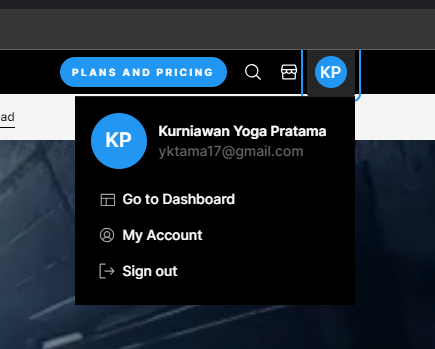 PLANS AND PRICING
KP
ad
KP
Kurniawan Yoga Pratama
yktama17@gmail.com
Go to Dashboard
My Account
Sign out